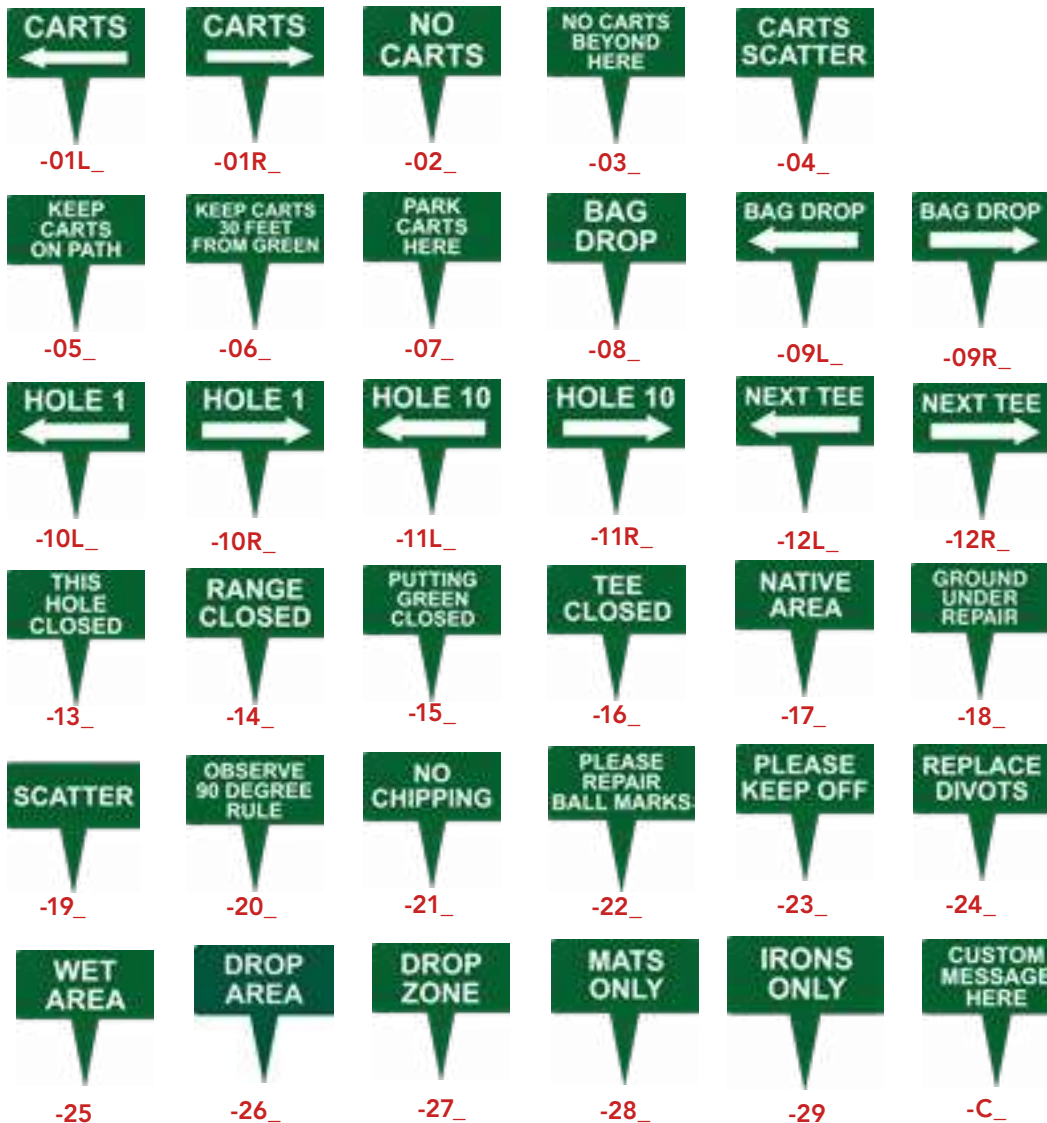 CARTS
-01L_
CARTS
-01R_
NO
CARTS
-02_
NO CARTS
BEYOND
HERE
-03_
CARTS
SCATTER
-04_
KEEP
CARTS
ON PATH
-05_
KEEP CARTS
30 FEET
FROM GREEN
-06_
PARK
CARTS
HERE
-07_
BAG
DROP
-08_
BAG DROP
-09L_
BAG DROP
-09R_
HOLE 1
-10L_
HOLE 1
-10R_
HOLE 10
-11L_
HOLE 10
-11R_
NEXT TEE
-12L_
NEXT TEE
-12R_
THIS
HOLE
CLOSED
-13_
RANGE
CLOSED
-14_
PUTTING
GREEN
CLOSED
-15_
TEE
CLOSED
-16_
NATIVE
AREA
-17_
GROUND
UNDER
REPAIR
-18_
SCATTER
-19_
OBSERVE
90 DEGREE
RULE
-20_
NO
CHIPPING
-21_
PLEASE
REPAIR
BALL MARKS
-22_
PLEASE
KEEP OFF
-23_
REPLACE
DIVOTS
-24_
WET
AREA
-25
DROP
AREA
-26_
DROP
ZONE
-27_
MATS
ONLY
-28_
IRONS
ONLY
-29
CUSTOM
MESSAGE
HERE
-C_